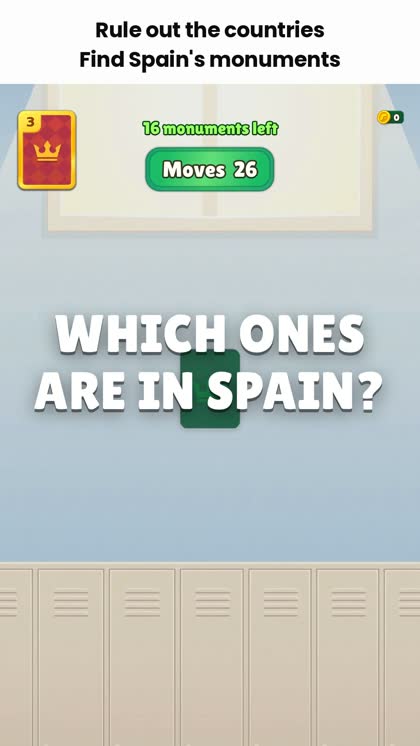 Rule out the countries
Find Spain's monuments
3
16 monuments left
0
Moves 26
WHICH ONES
ARE IN SPAIN?